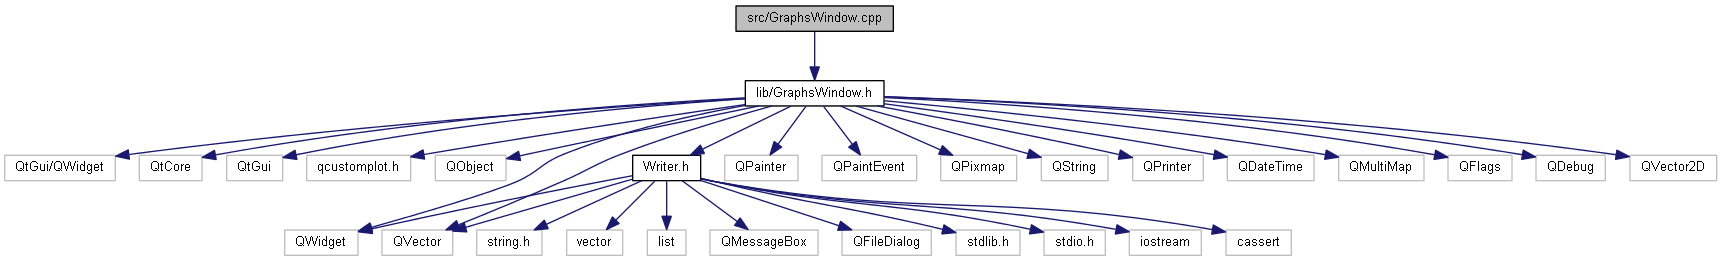 src/GraphsWindow.cpp
lib/GraphsWindow.h
QtGui/QWidget
QtCore
QtGui
qcustomplot.h
QObject
Writer.h
QPainter
QPaintEvent
QPixmap
QString
QPrinter
QDateTime
QMultiMap
QFlags
QDebug
QVector2D
QWidget
QVector
string.h
vector
list
QMessageBox
QFileDialog
stdlib.h
stdio.h
iostream
cassert